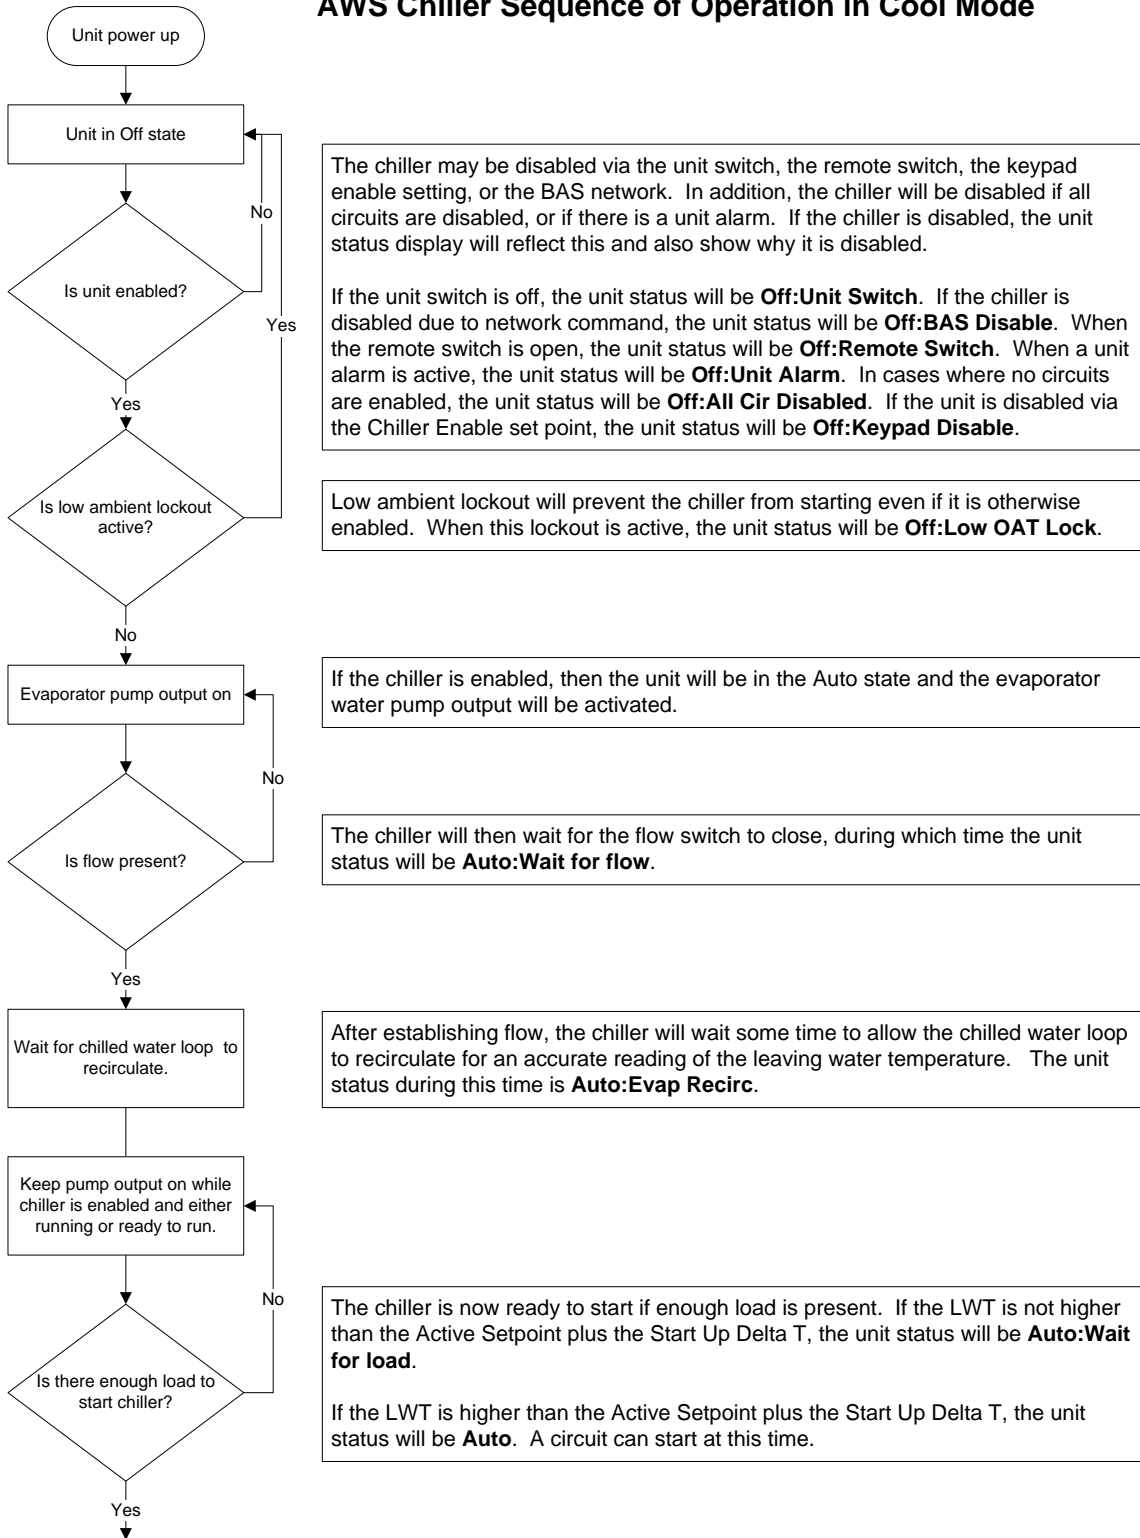 AWS Chiller Sequence of Operation in Cool Mode
Unit power up
Unit in Off state
No
Is unit enabled?
Yes
Yes
Is low ambient lockout
active?
No
Evaporator pump output on
No
Is flow present?
Yes
Wait for chilled water loop to
recirculate.
Keep pump output on while
chiller is enabled and either
running or ready to run.
No
Is there enough load to
start chiller?
Yes
The chiller may be disabled via the unit switch, the remote switch, the keypad
enable setting, or the BAS network. In addition, the chiller will be disabled if all
circuits are disabled, or if there is a unit alarm. If the chiller is disabled, the unit
status display will reflect this and also show why it is disabled.
If the unit switch is off, the unit status will be Off:Unit Switch. If the chiller is
disabled due to network command, the unit status will be Off:BAS Disable. When
the remote switch is open, the unit status will be Off:Remote Switch. When a unit
alarm is active, the unit status will be Off:Unit Alarm. In cases where no circuits
are enabled, the unit status will be Off:All Cir Disabled. If the unit is disabled via
the Chiller Enable set point, the unit status will be Off:Keypad Disable.
Low ambient lockout will prevent the chiller from starting even if it is otherwise
enabled. When this lockout is active, the unit status will be Off:Low OAT Lock.
If the chiller is enabled, then the unit will be in the Auto state and the evaporator
water pump output will be activated.
The chiller will then wait for the flow switch to close, during which time the unit
status will be Auto:Wait for flow.
After establishing flow, the chiller will wait some time to allow the chilled water loop
to recirculate for an accurate reading of the leaving water temperature. The unit
status during this time is Auto:Evap Recirc.
The chiller is now ready to start if enough load is present. If the LWT is not higher
than the Active Setpoint plus the Start Up Delta T, the unit status will be Auto:Wait
for load.
If the LWT is higher than the Active Setpoint plus the Start Up Delta T, the unit
status will be Auto. A circuit can start at this time.